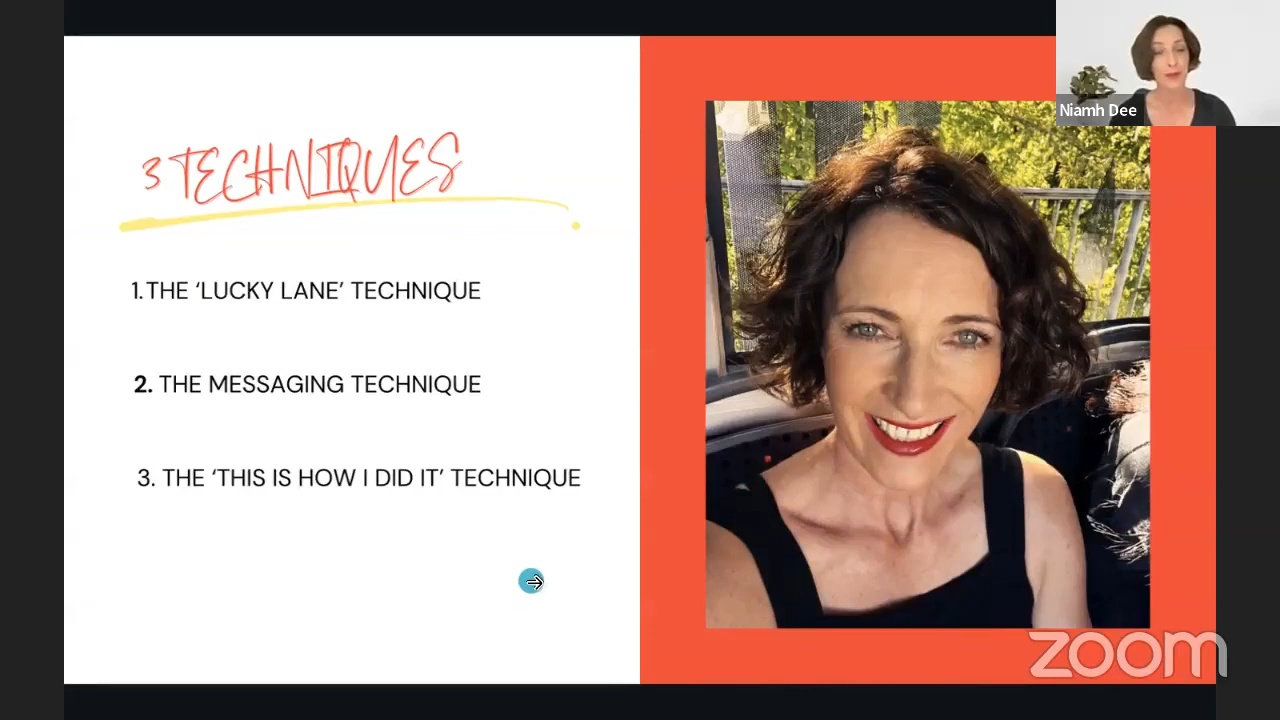 Niamh Dee
3 TECHNIQUES
1. THE ‘LUCKY LANE’ TECHNIQUE
2. THE MESSAGING TECHNIQUE
3. THE ‘THIS IS HOW I DID IT’ TECHNIQUE
zoom